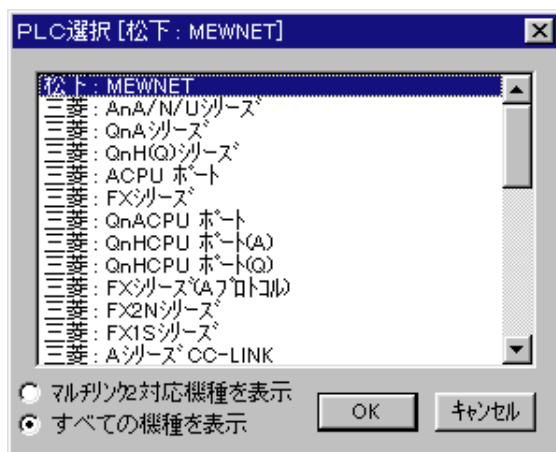 PLC選択 [松下 : MEWNET]
松下 : MEWNET
三菱 : AnA/N/Uｼﾘｰｽﾞ
三菱 : QnAｼﾘｰｽﾞ
三菱 : QnH(Q)ｼﾘｰｽﾞ
三菱 : ACPU ﾎﾟｰﾄ
三菱 : FXｼﾘｰｽﾞ
三菱 : QnACPU ﾎﾟｰﾄ
三菱 : QnHCPU ﾎﾟｰﾄ(A)
三菱 : QnHCPU ﾎﾟｰﾄ(Q)
三菱 : FXｼﾘｰｽﾞ(Aﾌﾟﾛﾄｺﾙ)
三菱 : FX2Nｼﾘｰｽﾞ
三菱 : FX1Sｼﾘｰｽﾞ
三菱 : Aｼﾘｰｽﾞ CC-LINK
ﾏﾙﾁﾘﾝｸ2対応機種を表示
すべての機種を表示
OK
ｷｬﾝｾﾙ